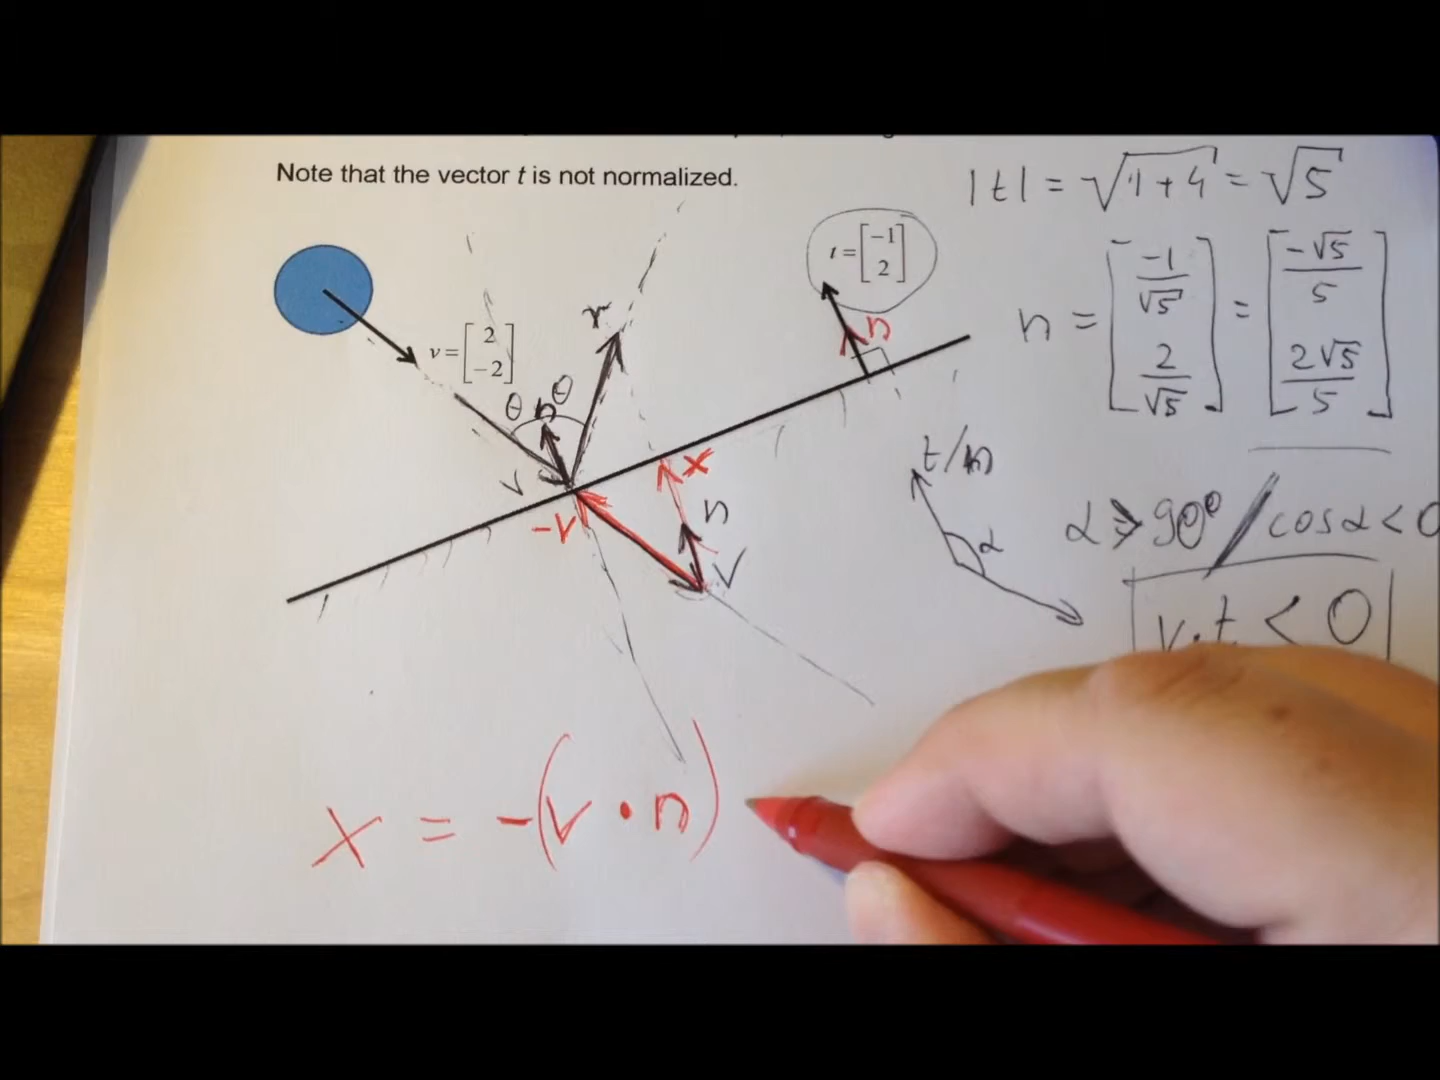 Note that the vector t is not normalized.
|t| = √1+4 = √5
t = [-1 2]
n = [-1/√5 2/√5] = [-√5/5 2√5/5]
v = [2 -2]
r
n
θ n θ
v
t/n
x
-v
n
v
α
α > 90° / cosα < 0
v.t < 0
x = -(v • n)